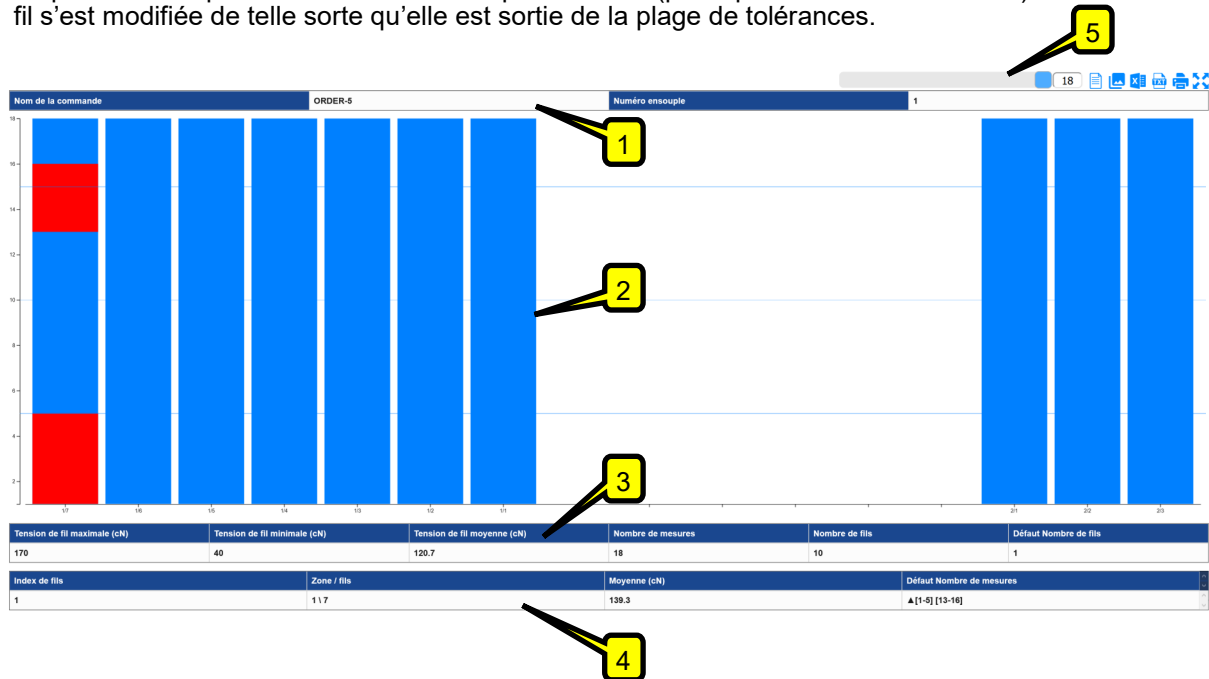 fil s’est modifiée de telle sorte qu’elle est sortie de la plage de tolérances.
5
18
TXT
Nom de la commande ORDER-5 Numéro ensouple 1
1
18
16
14
12
10
8
6
4
2
2
3
1/7 1/6 1/5 1/4 1/3 1/2 1/1 2/1 2/2 2/3
Tension de fil maximale (cN) Tension de fil minimale (cN) Tension de fil moyenne (cN) Nombre de mesures Nombre de fils Défaut Nombre de fils
170 40 120.7 18 10 1
Index de fils Zone / fils Moyenne (cN) Défaut Nombre de mesures
1 1 \ 7 139.3 ▲[1-5] [13-16]
4